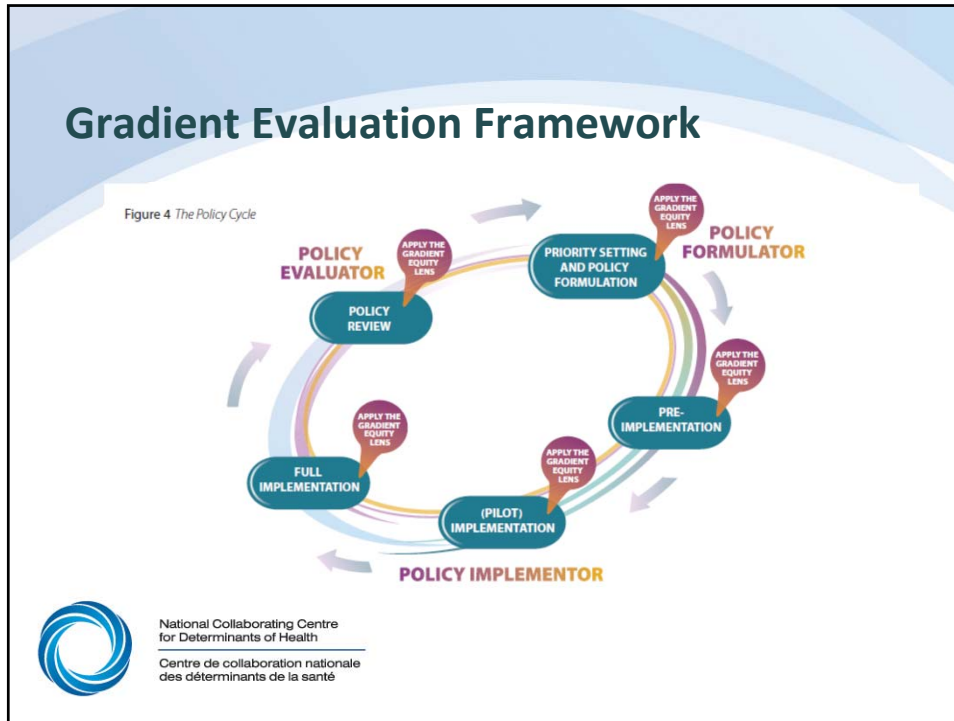 Gradient Evaluation Framework
Figure 4 The Policy Cycle
POLICY
EVALUATOR
APPLY THE
GRADIENT
EQUITY
LENS
POLICY
REVIEW
PRIORITY SETTING
AND POLICY
FORMULATION
APPLY THE
GRADIENT
EQUITY
LENS
POLICY
FORMULATOR
APPLY THE
GRADIENT
EQUITY
LENS
PRE-
IMPLEMENTATION
APPLY THE
GRADIENT
EQUITY
LENS
(PILOT)
IMPLEMENTATION
APPLY THE
GRADIENT
EQUITY
LENS
FULL
IMPLEMENTATION
POLICY IMPLEMENTOR
National Collaborating Centre
for Determinants of Health
Centre de collaboration nationale
des déterminants de la santé